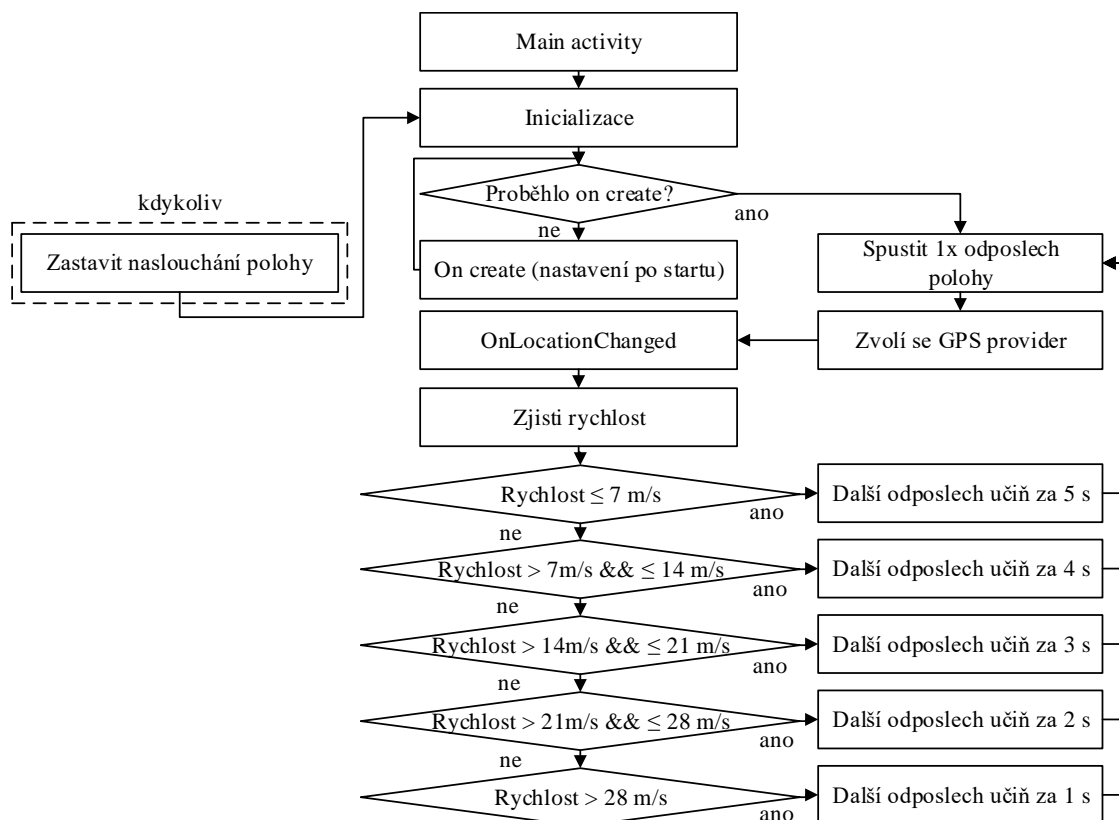 Main activity
Inicializace
Proběhlo on create?
ano
ne
kdykoliv
Zastavit naslouchání polohy
On create (nastavení po startu)
Spustit 1x odposlech
polohy
OnLocationChanged
Zvolí se GPS provider
Zjisti rychlost
Rychlost ≤ 7 m/s
ano
Další odposlech učiň za 5 s
ne
Rychlost > 7m/s && ≤ 14 m/s
ano
Další odposlech učiň za 4 s
ne
Rychlost > 14m/s && ≤ 21 m/s
ano
Další odposlech učiň za 3 s
ne
Rychlost > 21m/s && ≤ 28 m/s
ano
Další odposlech učiň za 2 s
ne
Rychlost > 28 m/s
ano
Další odposlech učiň za 1 s